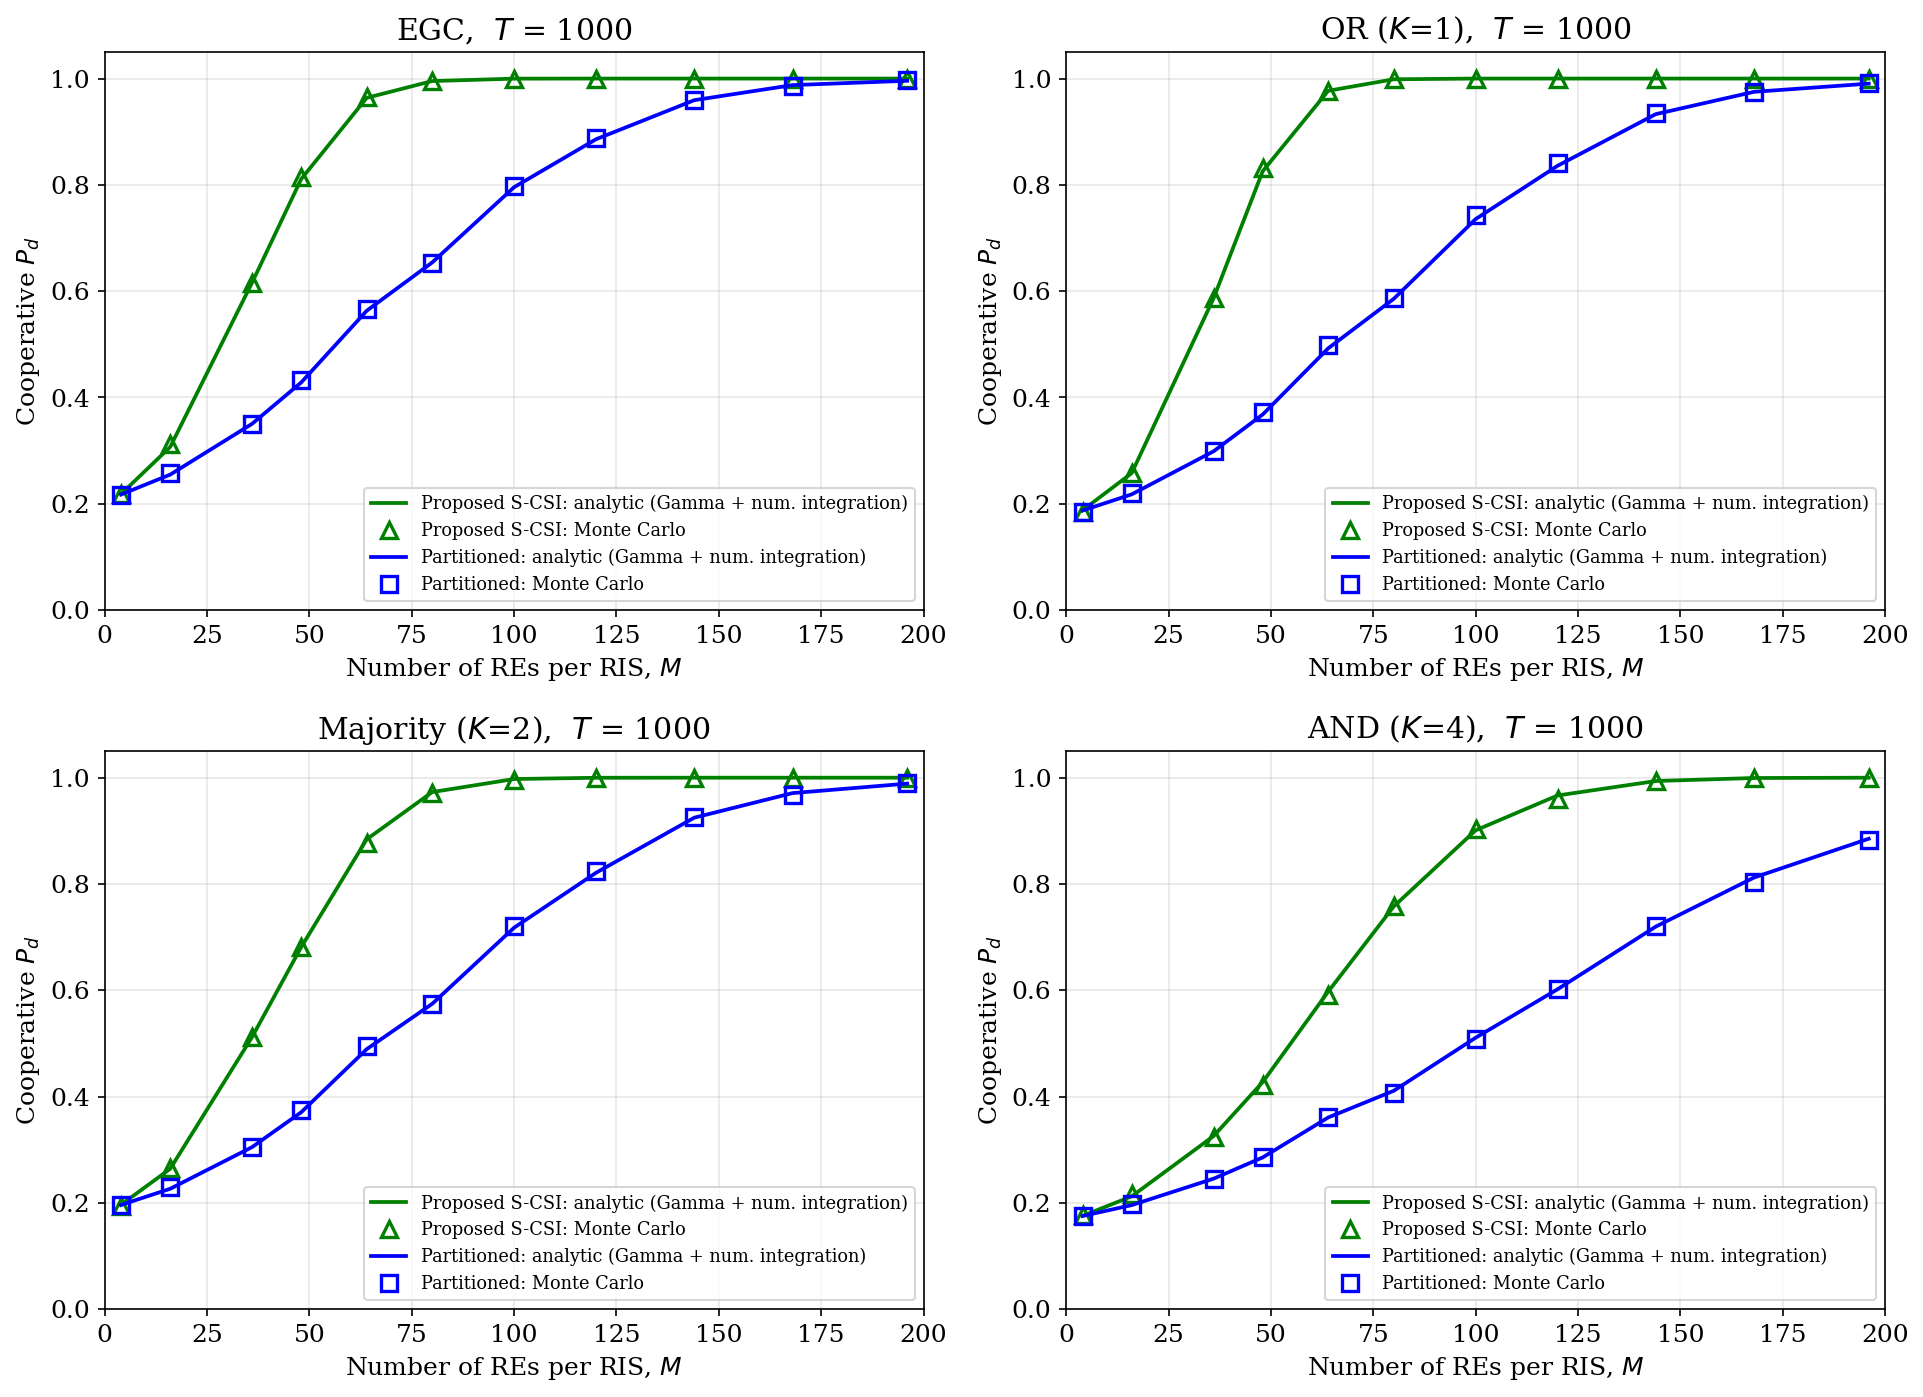 EGC, T = 1000
Cooperative P_d
1.0
0.8
0.6
0.4
0.2
0.0
Proposed S-CSI: analytic (Gamma + num. integration)
Proposed S-CSI: Monte Carlo
Partitioned: analytic (Gamma + num. integration)
Partitioned: Monte Carlo
0 25 50 75 100 125 150 175 200
Number of REs per RIS, M
OR (K=1), T = 1000
Cooperative P_d
1.0
0.8
0.6
0.4
0.2
0.0
Proposed S-CSI: analytic (Gamma + num. integration)
Proposed S-CSI: Monte Carlo
Partitioned: analytic (Gamma + num. integration)
Partitioned: Monte Carlo
0 25 50 75 100 125 150 175 200
Number of REs per RIS, M
Majority (K=2), T = 1000
Cooperative P_d
1.0
0.8
0.6
0.4
0.2
0.0
Proposed S-CSI: analytic (Gamma + num. integration)
Proposed S-CSI: Monte Carlo
Partitioned: analytic (Gamma + num. integration)
Partitioned: Monte Carlo
0 25 50 75 100 125 150 175 200
Number of REs per RIS, M
AND (K=4), T = 1000
Cooperative P_d
1.0
0.8
0.6
0.4
0.2
0.0
Proposed S-CSI: analytic (Gamma + num. integration)
Proposed S-CSI: Monte Carlo
Partitioned: analytic (Gamma + num. integration)
Partitioned: Monte Carlo
0 25 50 75 100 125 150 175 200
Number of REs per RIS, M